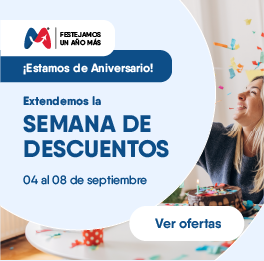 FESTEJAMOS
UN AÑO MÁS
¡Estamos de Aniversario!
Extendemos la
SEMANA DE
DESCUENTOS
04 al 08 de septiembre
Ver ofertas